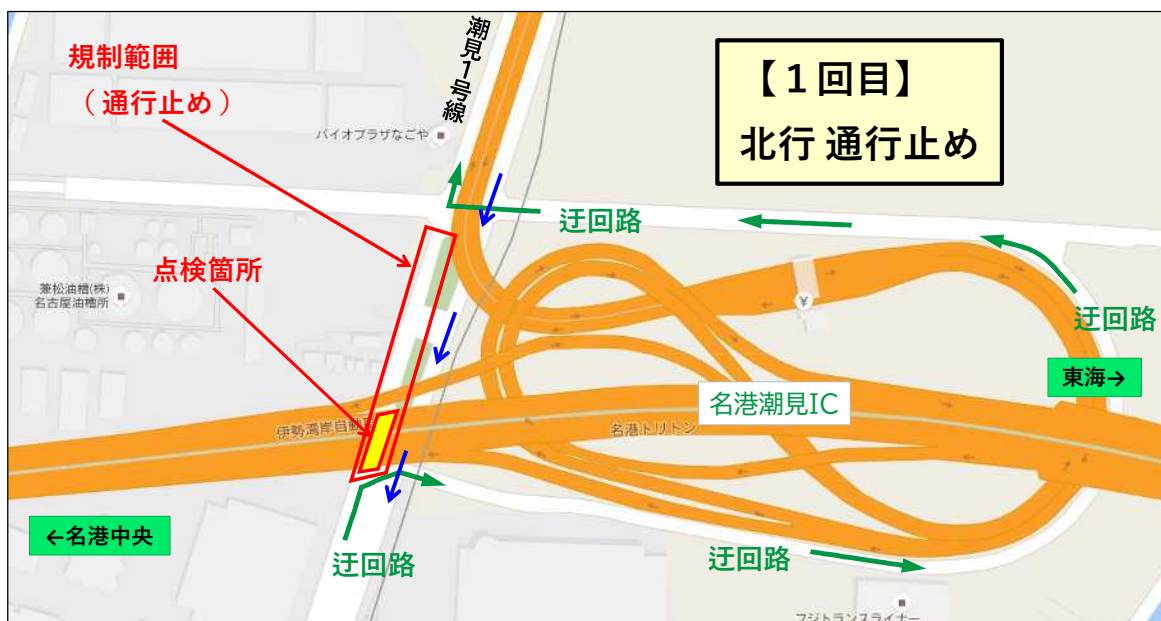 潮見1号線
規制範囲
（通行止め）
【１回目】
北行 通行止め
バイオプラザなごや
迂回路
点検箇所
兼松油槽(株)
名古屋油槽所
¥
迂回路
東海→
名港潮見IC
伊勢湾岸自動車
名港トリトン
←名港中央
迂回路
迂回路
フジトランスライナー